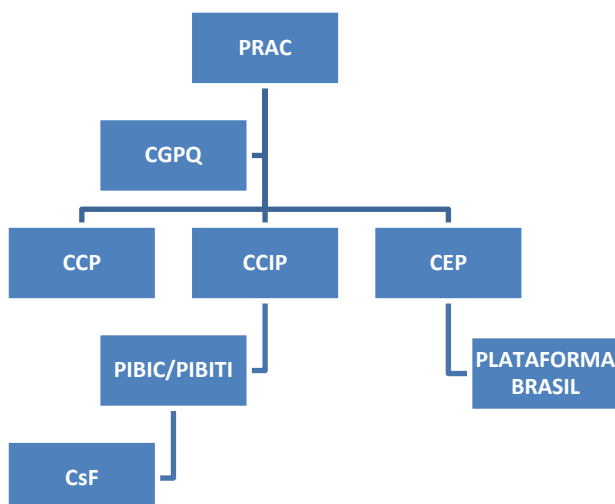 PRAC
CGPQ
CCP
CCIP
CEP
PIBIC/PIBITI
PLATAFORMA
BRASIL
CsF